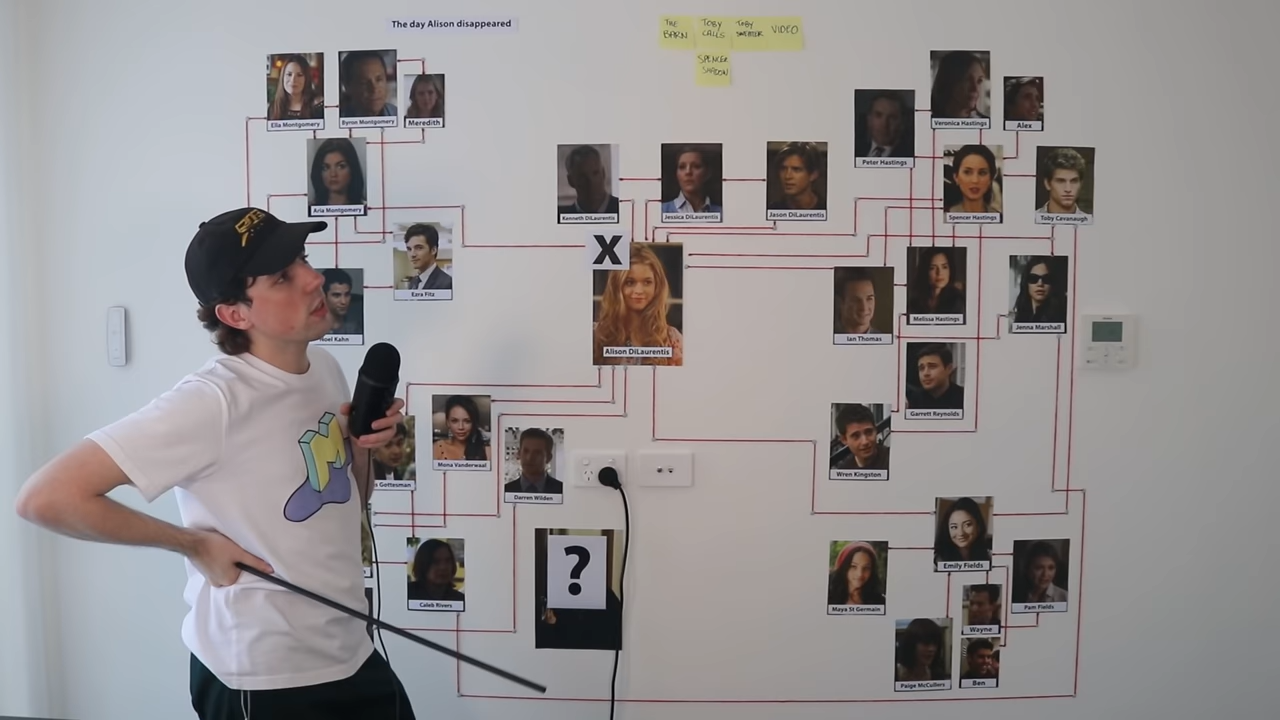 The day Alison disappeared
THE BARN
TOBY CALLS
TOBY SWEATER
VIDEO
SPENCER SHADOW
Ella Montgomery
Byron Montgomery
Meredith
Aria Montgomery
Ezra Fitz
Noel Kahn
Kenneth DiLaurentis
Jessica DiLaurentis
Jason DiLaurentis
X
Alison DiLaurentis
Peter Hastings
Veronica Hastings
Alex
Spencer Hastings
Toby Cavanaugh
Melissa Hastings
Ian Thomas
Jenna Marshall
Garrett Reynolds
Wren Kingston
Mona Vanderwaal
s Gottesman
Darren Wilden
Caleb Rivers
?
Emily Fields
Maya St Germain
Pam Fields
Wayne
Paige McCullers
Ben
M